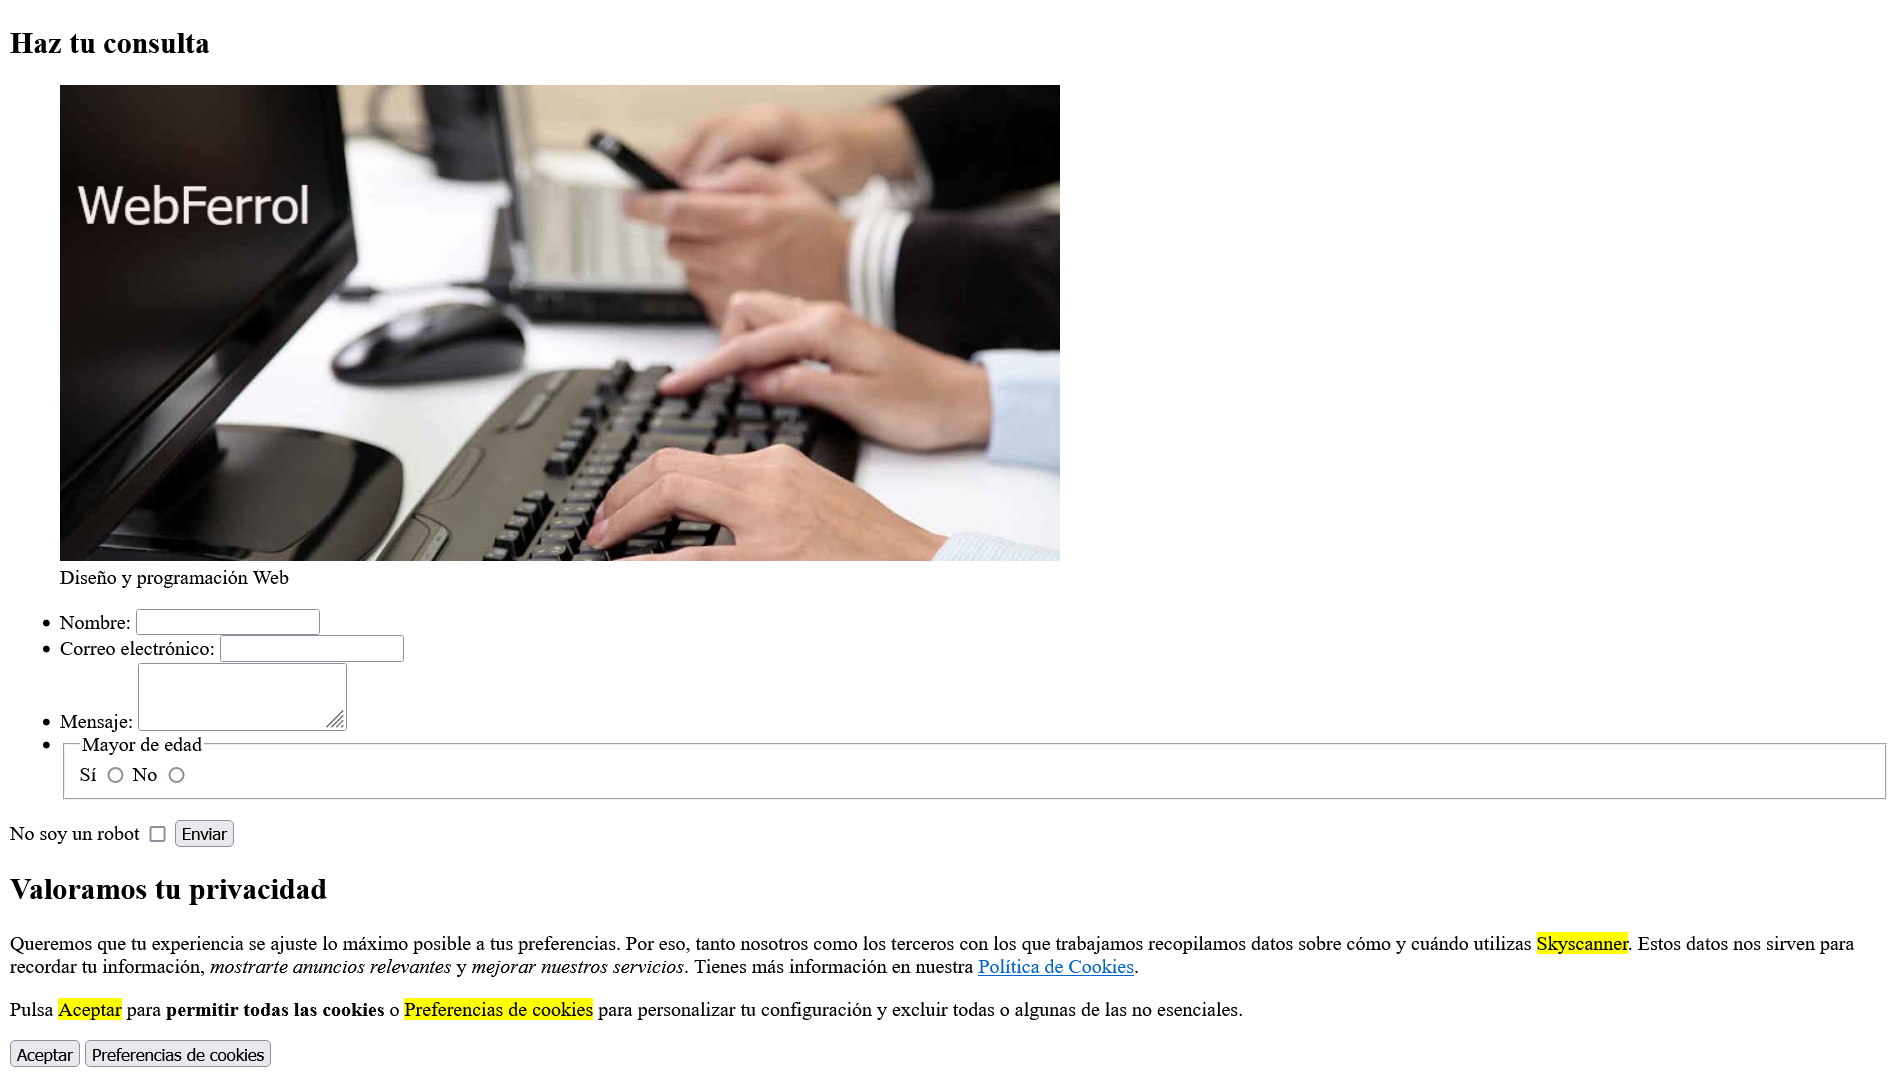 Haz tu consulta
WebFerrol
Diseño y programación Web
Nombre:
Correo electrónico:
Mensaje:
Mayor de edad
Sí No
No soy un robot Enviar
Valoramos tu privacidad
Queremos que tu experiencia se ajuste lo máximo posible a tus preferencias. Por eso, tanto nosotros como los terceros con los que trabajamos recopilamos datos sobre cómo y cuándo utilizas Skyscanner. Estos datos nos sirven para
recordar tu información, mostrarte anuncios relevantes y mejorar nuestros servicios. Tienes más información en nuestra Política de Cookies.
Pulsa Aceptar para permitir todas las cookies o Preferencias de cookies para personalizar tu configuración y excluir todas o algunas de las no esenciales.
Aceptar Preferencias de cookies